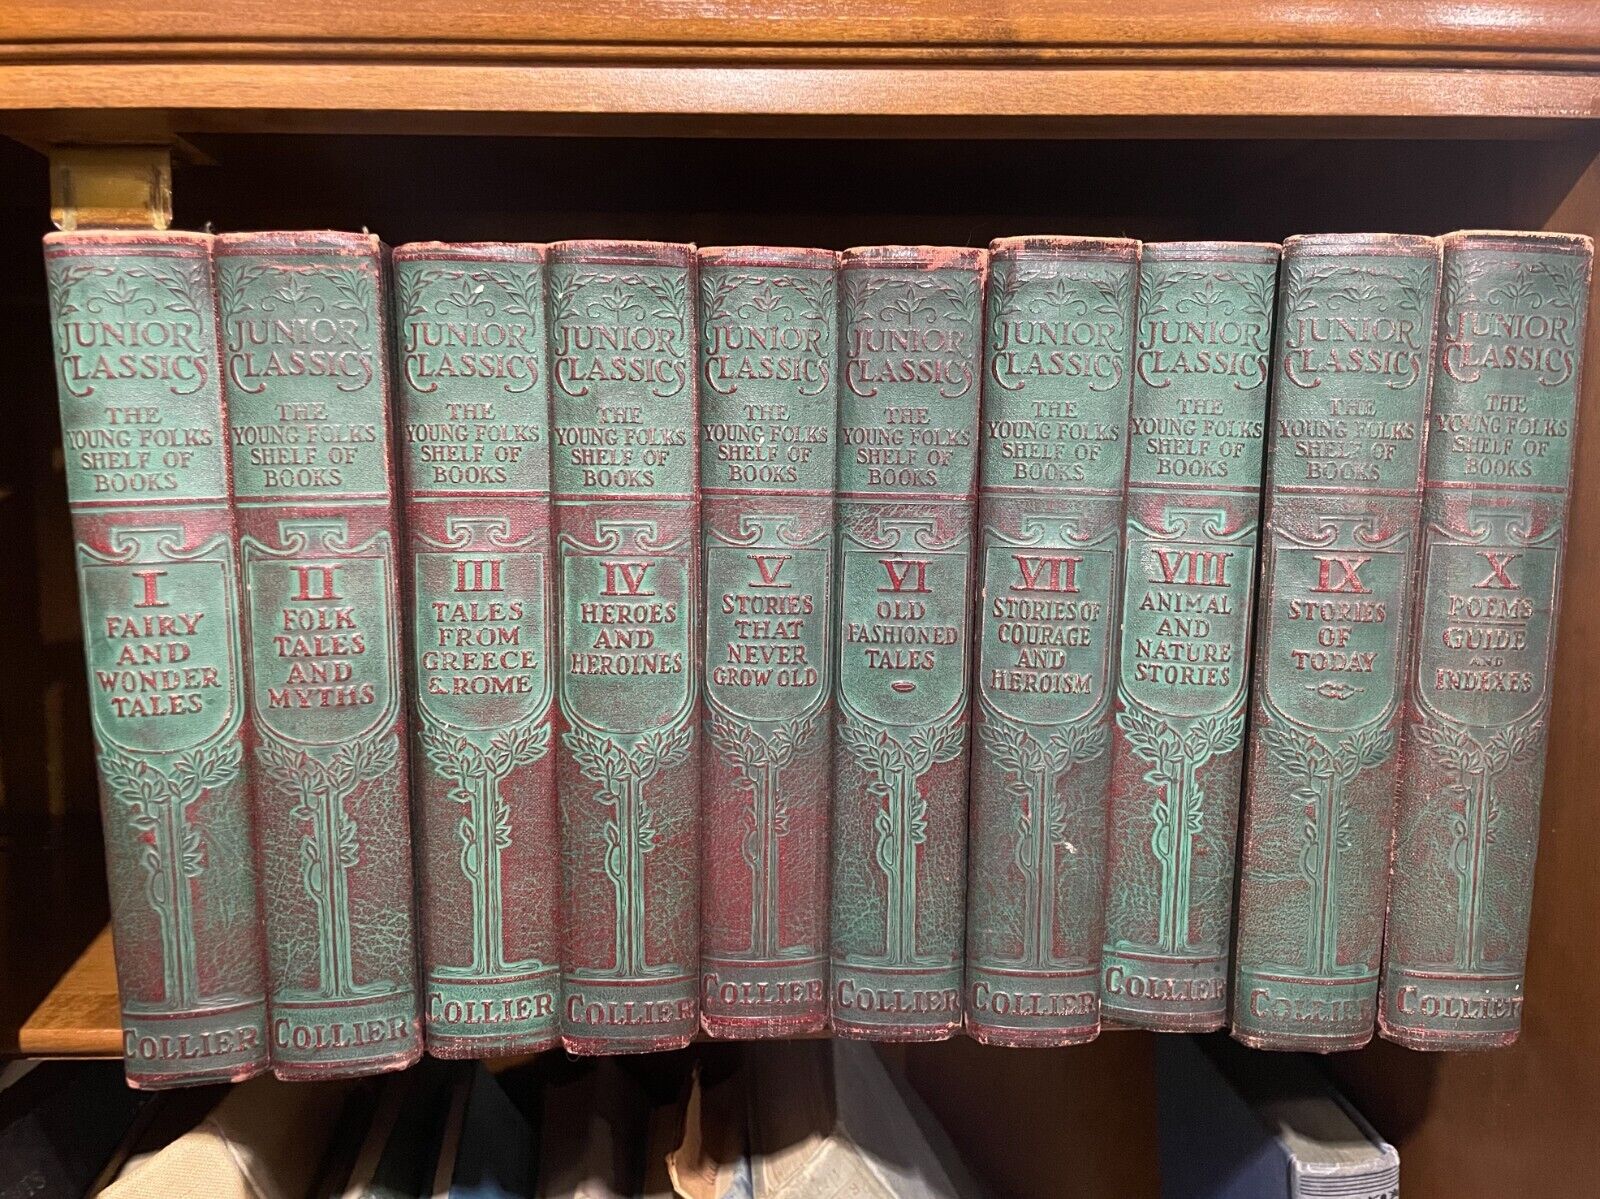 JUNIOR
CLASSICS
THE
YOUNG FOLKS
SHELF OF
BOOKS
I
FAIRY
AND
WONDER
TALES
COLLIER
JUNIOR
CLASSICS
THE
YOUNG FOLKS
SHELF OF
BOOKS
II
FOLK
TALES
AND
MYTHS
COLLIER
JUNIOR
CLASSICS
THE
YOUNG FOLKS
SHELF OF
BOOKS
III
TALES
FROM
GREECE
& ROME
COLLIER
JUNIOR
CLASSICS
THE
YOUNG FOLKS
SHELF OF
BOOKS
IV
HEROES
AND
HEROINES
COLLIER
JUNIOR
CLASSICS
THE
YOUNG FOLKS
SHELF OF
BOOKS
V
STORIES
THAT
NEVER
GROW OLD
COLLIER
JUNIOR
CLASSICS
THE
YOUNG FOLKS
SHELF OF
BOOKS
VI
OLD
FASHIONED
TALES
COLLIER
JUNIOR
CLASSICS
THE
YOUNG FOLKS
SHELF OF
BOOKS
VII
STORIES OF
COURAGE
AND
HEROISM
COLLIER
JUNIOR
CLASSICS
THE
YOUNG FOLKS
SHELF OF
BOOKS
VIII
ANIMAL
AND
NATURE
STORIES
COLLIER
JUNIOR
CLASSICS
THE
YOUNG FOLKS
SHELF OF
BOOKS
IX
STORIES
OF
TODAY
COLLIER
JUNIOR
CLASSICS
THE
YOUNG FOLKS
SHELF OF
BOOKS
X
POEMS
GUIDE
AND
INDEXES
COLLIER